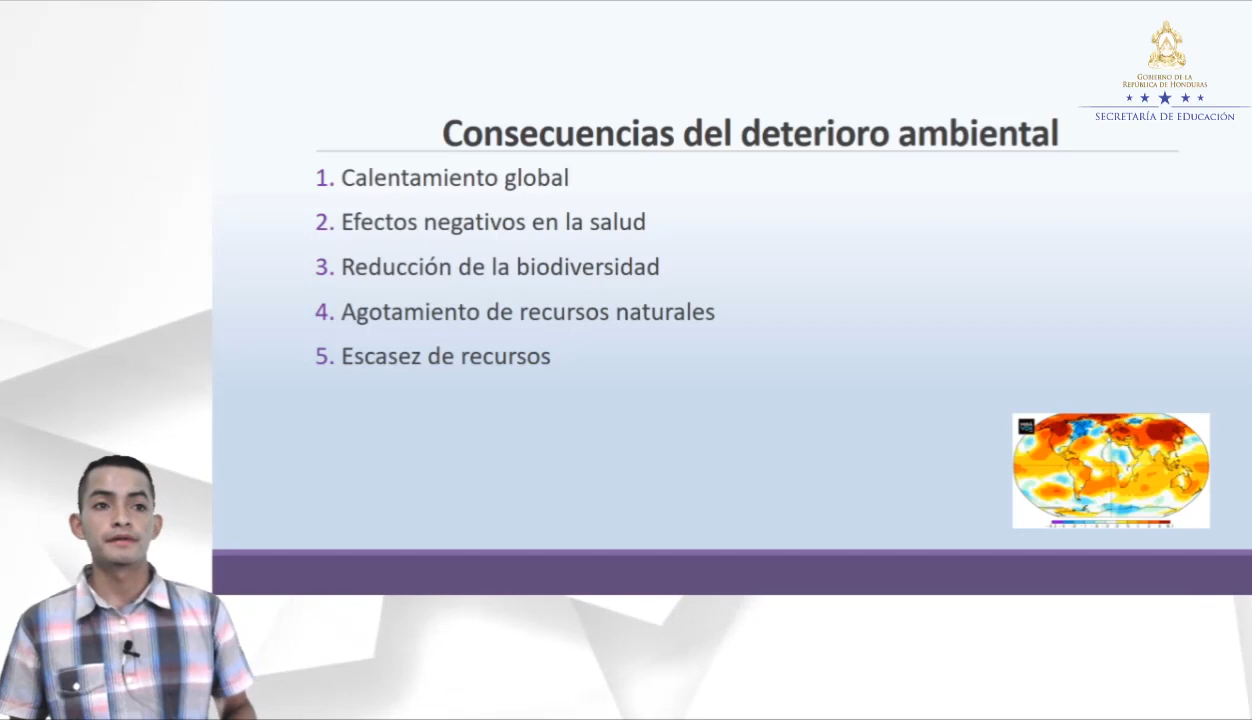 GOBIERNO DE LA
REPÚBLICA DE HONDURAS
SECRETARÍA DE EDUCACIÓN
Consecuencias del deterioro ambiental
1. Calentamiento global
2. Efectos negativos en la salud
3. Reducción de la biodiversidad
4. Agotamiento de recursos naturales
5. Escasez de recursos